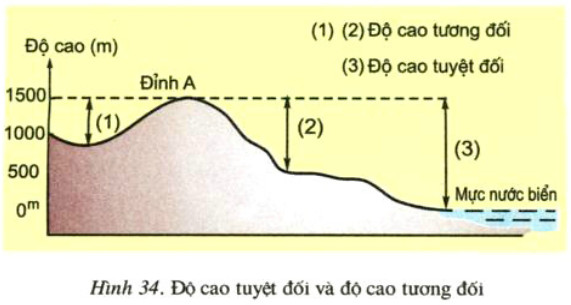 (1) (2) Độ cao tương đối
Độ cao (m)
(3) Độ cao tuyệt đối
Đỉnh A
1500
(1)
1000
(2)
(3)
500
Mực nước biển
0m
Hình 34. Độ cao tuyệt đối và độ cao tương đối